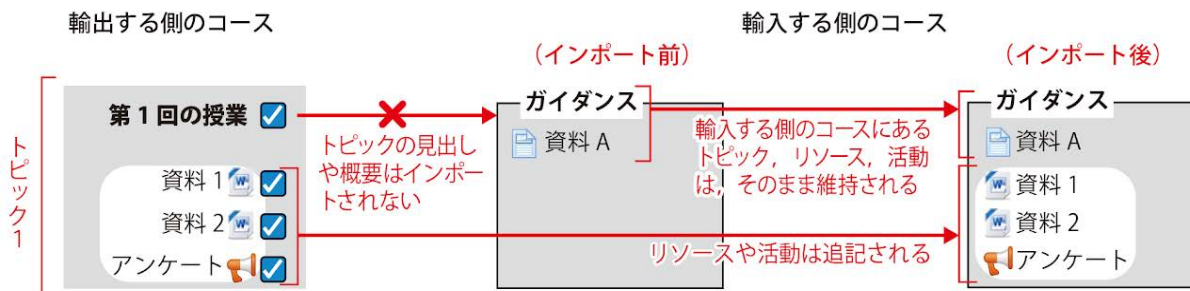 輸出する側のコース
輸入する側のコース
(インポート前)
(インポート後)
トピック1
第1回の授業
資料1
資料2
アンケート
トピックの見出し
や概要はインポー
トされない
ガイダンス
資料A
輸入する側のコースにある
トピック,リソース,活動
は,そのまま維持される
リソースや活動は追記される
ガイダンス
資料A
資料1
資料2
アンケート